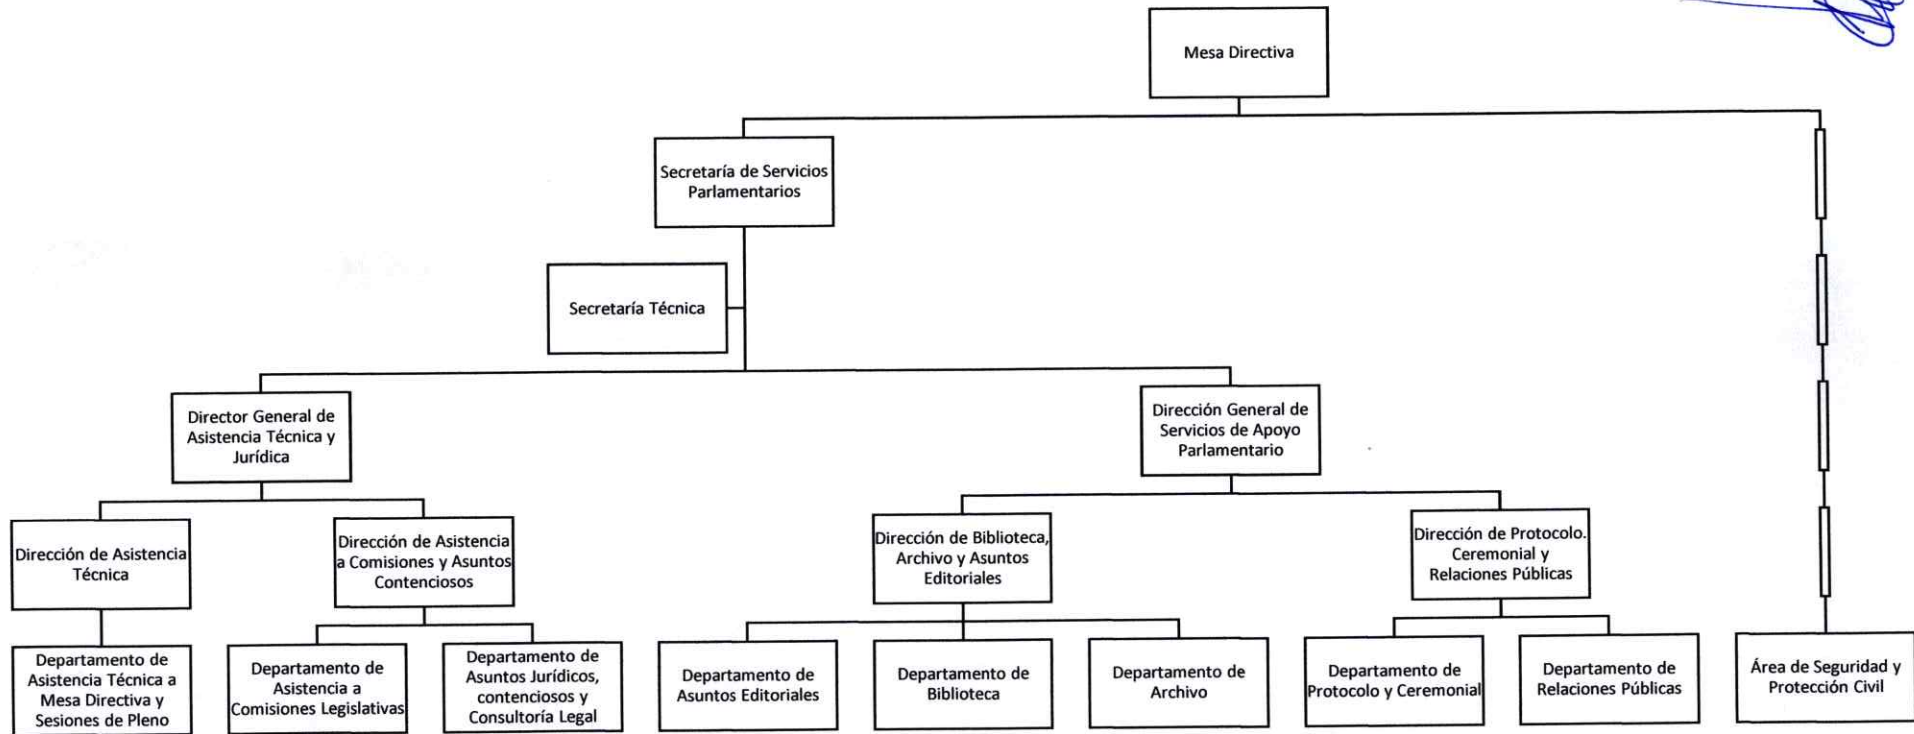 Mesa Directiva
Secretaría de Servicios
Parlamentarios
Secretaría Técnica
Director General de
Asistencia Técnica y
Jurídica
Dirección General de
Servicios de Apoyo
Parlamentario
Dirección de Asistencia
Técnica
Dirección de Asistencia
a Comisiones y Asuntos
Contenciosos
Dirección de Biblioteca,
Archivo y Asuntos
Editoriales
Dirección de Protocolo.
Ceremonial y
Relaciones Públicas
Departamento de
Asistencia Técnica a
Mesa Directiva y
Sesiones de Pleno
Departamento de
Asistencia a
Comisiones Legislativas
Departamento de
Asuntos Jurídicos,
contenciosos y
Consultoría Legal
Departamento de
Asuntos Editoriales
Departamento de
Biblioteca
Departamento de
Archivo
Departamento de
Protocolo y Ceremonial
Departamento de
Relaciones Públicas
Área de Seguridad y
Protección Civil